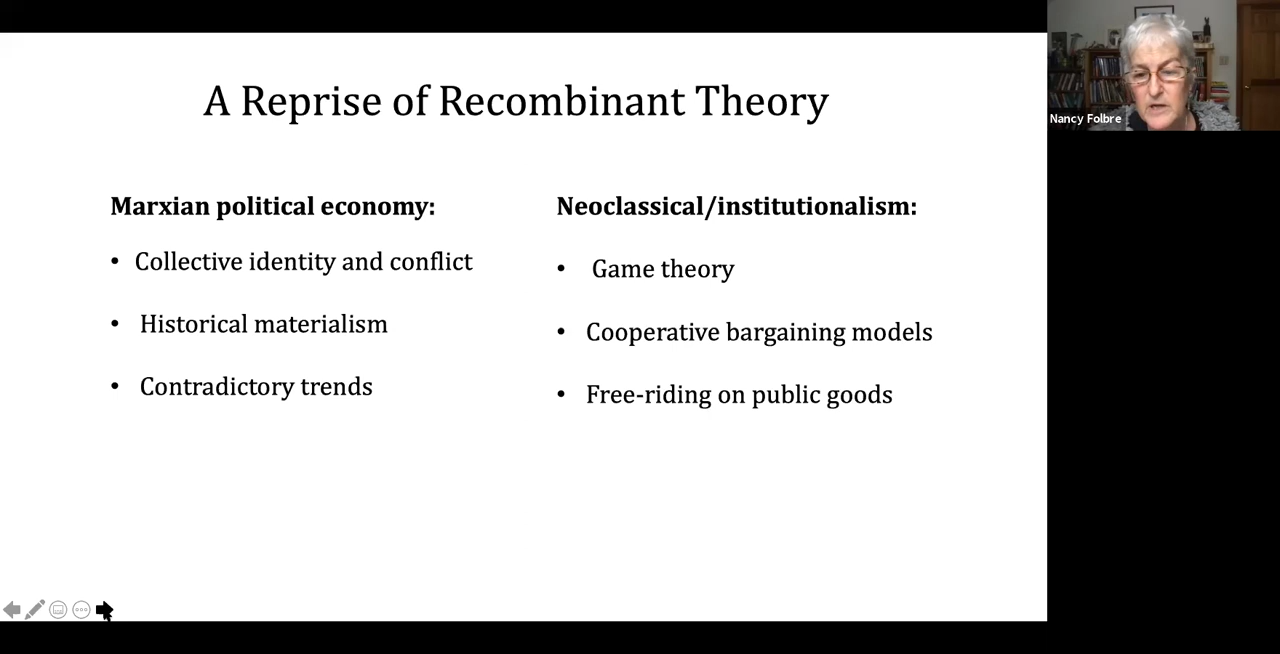 A Reprise of Recombinant Theory
Marxian political economy:
• Collective identity and conflict
• Historical materialism
• Contradictory trends
Neoclassical/institutionalism:
• Game theory
• Cooperative bargaining models
• Free-riding on public goods
Nancy Folbre